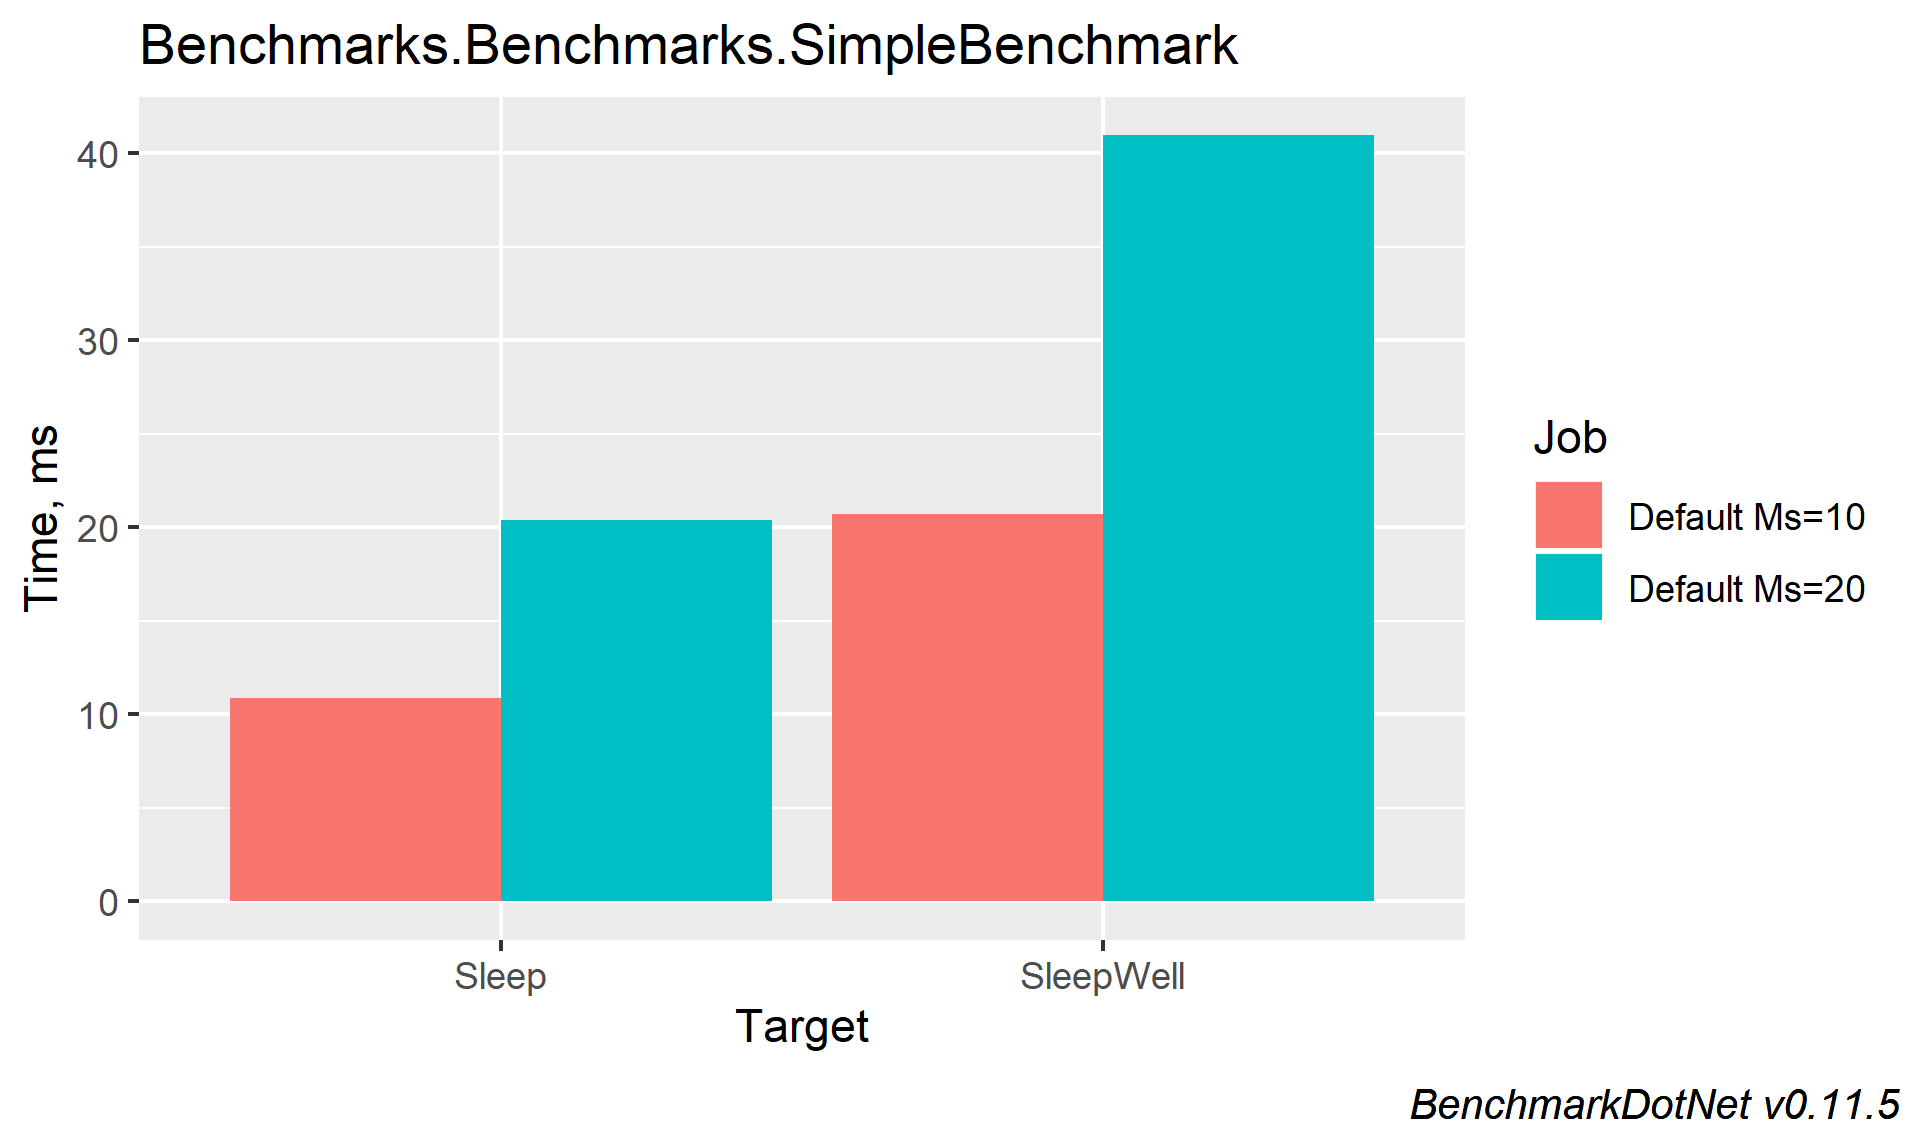 Benchmarks.Benchmarks.SimpleBenchmark
Time, ms
40
30
20
10
0
Sleep
SleepWell
Target
Job
Default Ms=10
Default Ms=20
BenchmarkDotNet v0.11.5